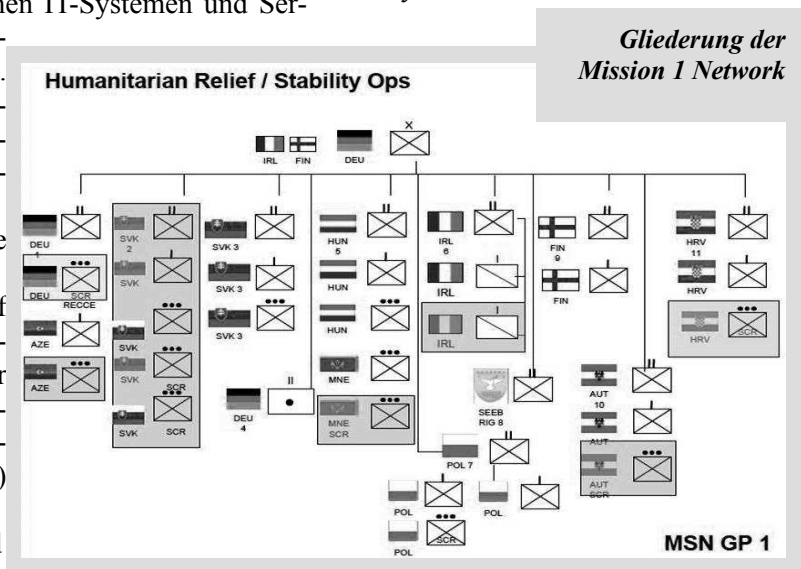 nen IT-Systemen und Ser-
Gliederung der
Mission 1 Network
Humanitarian Relief / Stability Ops
IRL FIN DEU
DEU
1
DEU
SCR
RECCE
AZE
AZE
SVK
2
SVK
SVK
SVK
SCR
SVK
SCR
SVK 3
SVK 3
SVK 3
DEU
4
HUN
5
HUN
HUN
MNE
MNE
SCR
IRL
6
IRL
IRL
POL 7
POL
POL
POL
SCR
SEEB
RIG 8
FIN
9
FIN
AUT
10
AUT
AUT
SCR
HRV
11
HRV
HRV
SCR
MSN GP 1